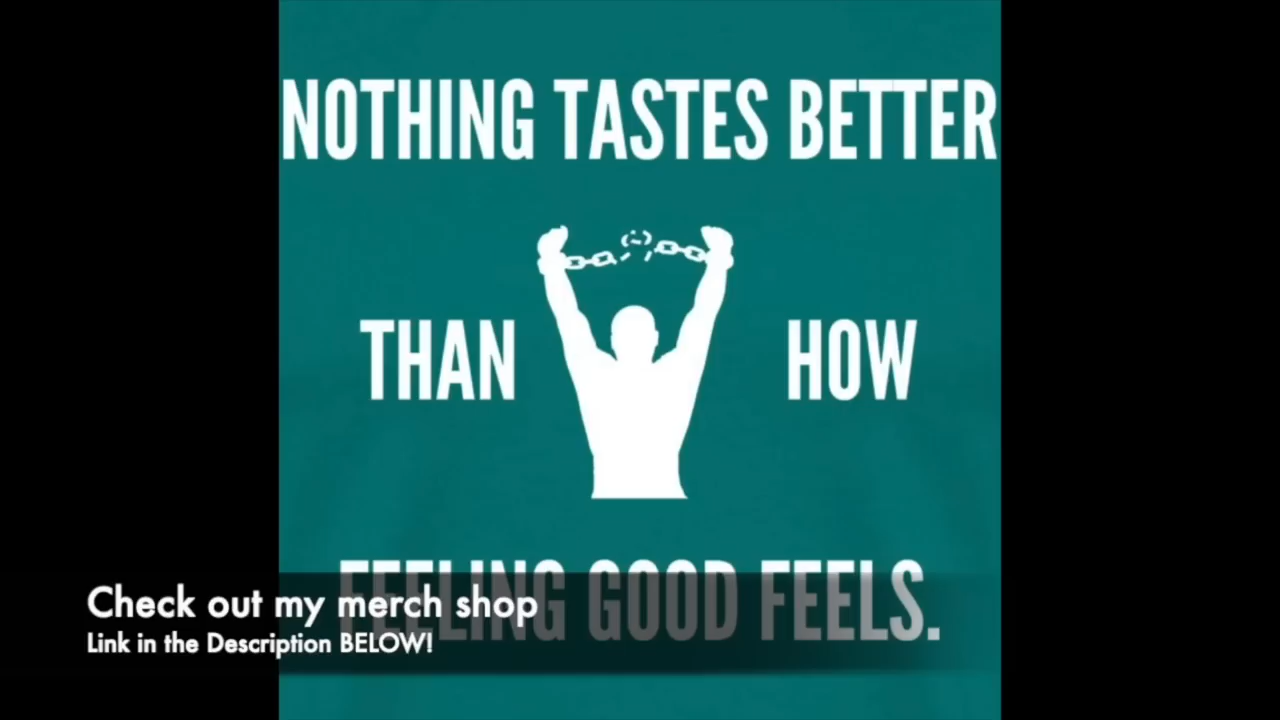 NOTHING TASTES BETTER
THAN HOW
FEELING GOOD FEELS.
Check out my merch shop
Link in the Description BELOW!